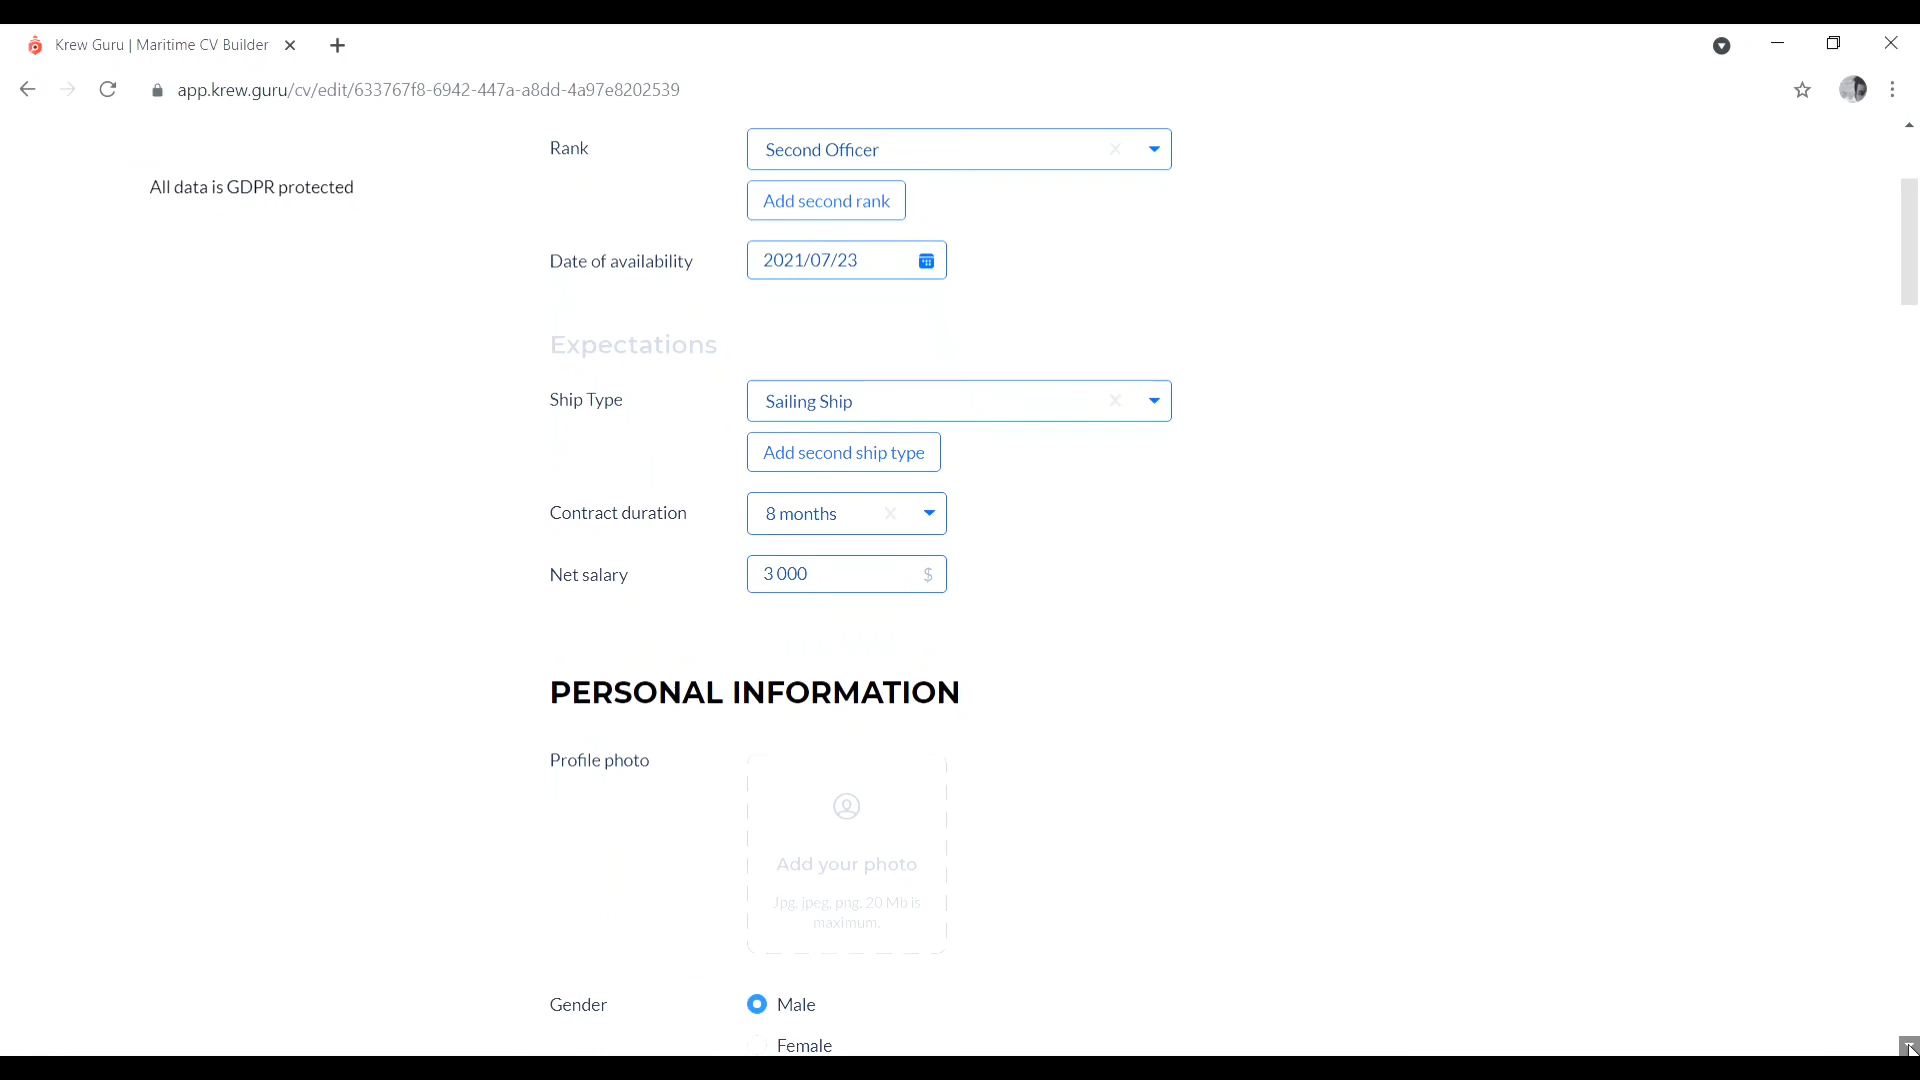 Krew Guru | Maritime CV Builder
app.krew.guru/cv/edit/633767f8-6942-447a-a8dd-4a97e8202539
All data is GDPR protected
Rank
Second Officer
Add second rank
Date of availability
2021/07/23
Expectations
Ship Type
Sailing Ship
Add second ship type
Contract duration
8 months
Net salary
3 000 $
PERSONAL INFORMATION
Profile photo
Add your photo
Jpg, jpeg, png, 20 Mb is
maximum.
Gender
Male
Female